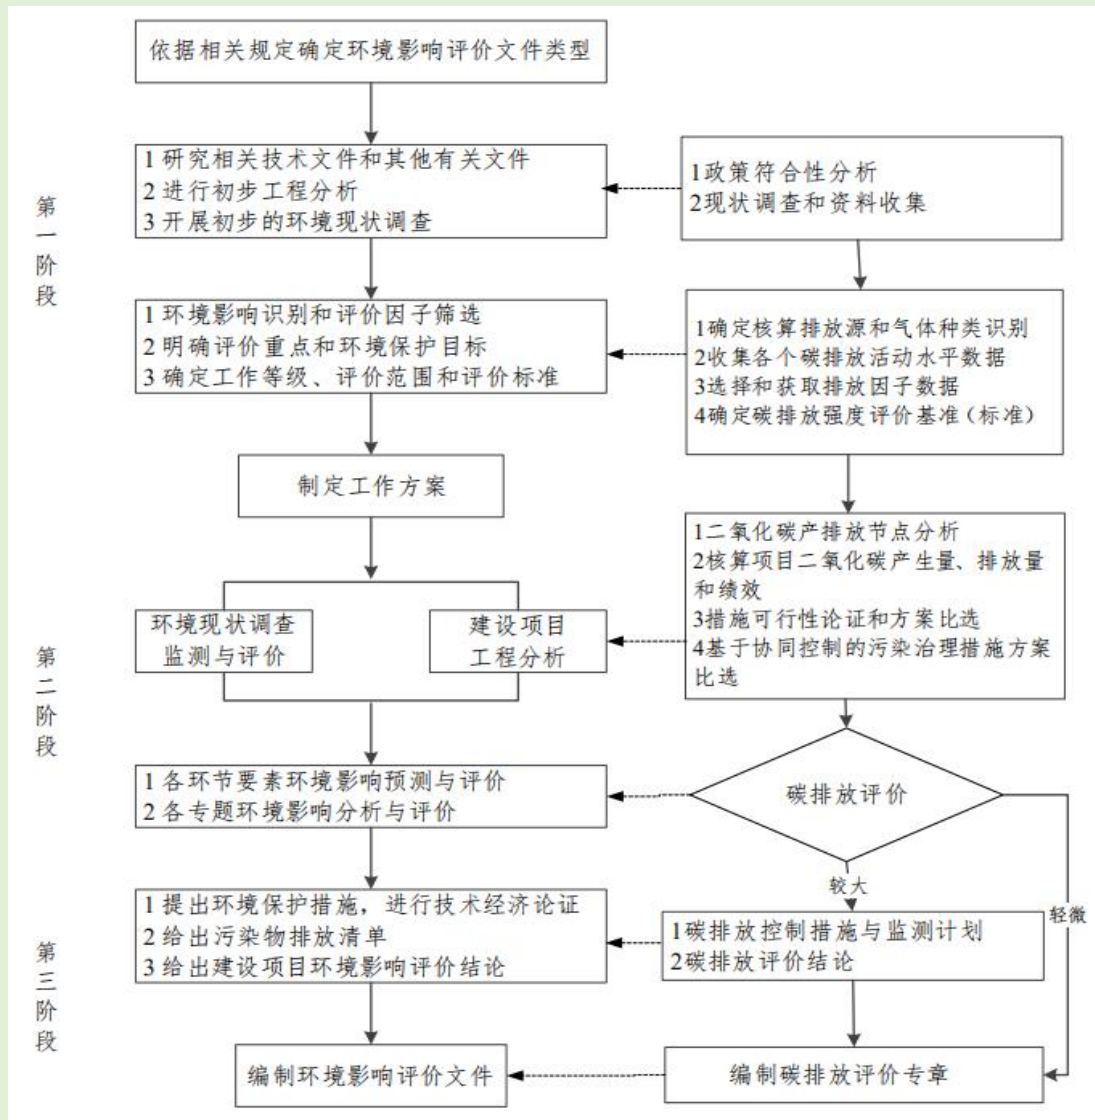 依据相关规定确定环境影响评价文件类型
第一阶段
1 研究相关技术文件和其他有关文件
2 进行初步工程分析
3 开展初步的环境现状调查
1政策符合性分析
2现状调查和资料收集
1 环境影响识别和评价因子筛选
2 明确评价重点和环境保护目标
3 确定工作等级、评价范围和评价标准
1确定核算排放源和气体种类识别
2收集各个碳排放活动水平数据
3选择和获取排放因子数据
4确定碳排放强度评价基准（标准）
制定工作方案
第二阶段
环境现状调查
监测与评价
建设项目
工程分析
1二氧化碳产排放节点分析
2核算项目二氧化碳产生量、排放量
和绩效
3措施可行性论证和方案比选
4基于协同控制的污染治理措施方案
比选
1 各环节要素环境影响预测与评价
2 各专题环境影响分析与评价
碳排放评价
较大
轻微
第三阶段
1 提出环境保护措施，进行技术经济论证
2 给出污染物排放清单
3 给出建设项目环境影响评价结论
1碳排放控制措施与监测计划
2碳排放评价结论
编制环境影响评价文件
编制碳排放评价专章